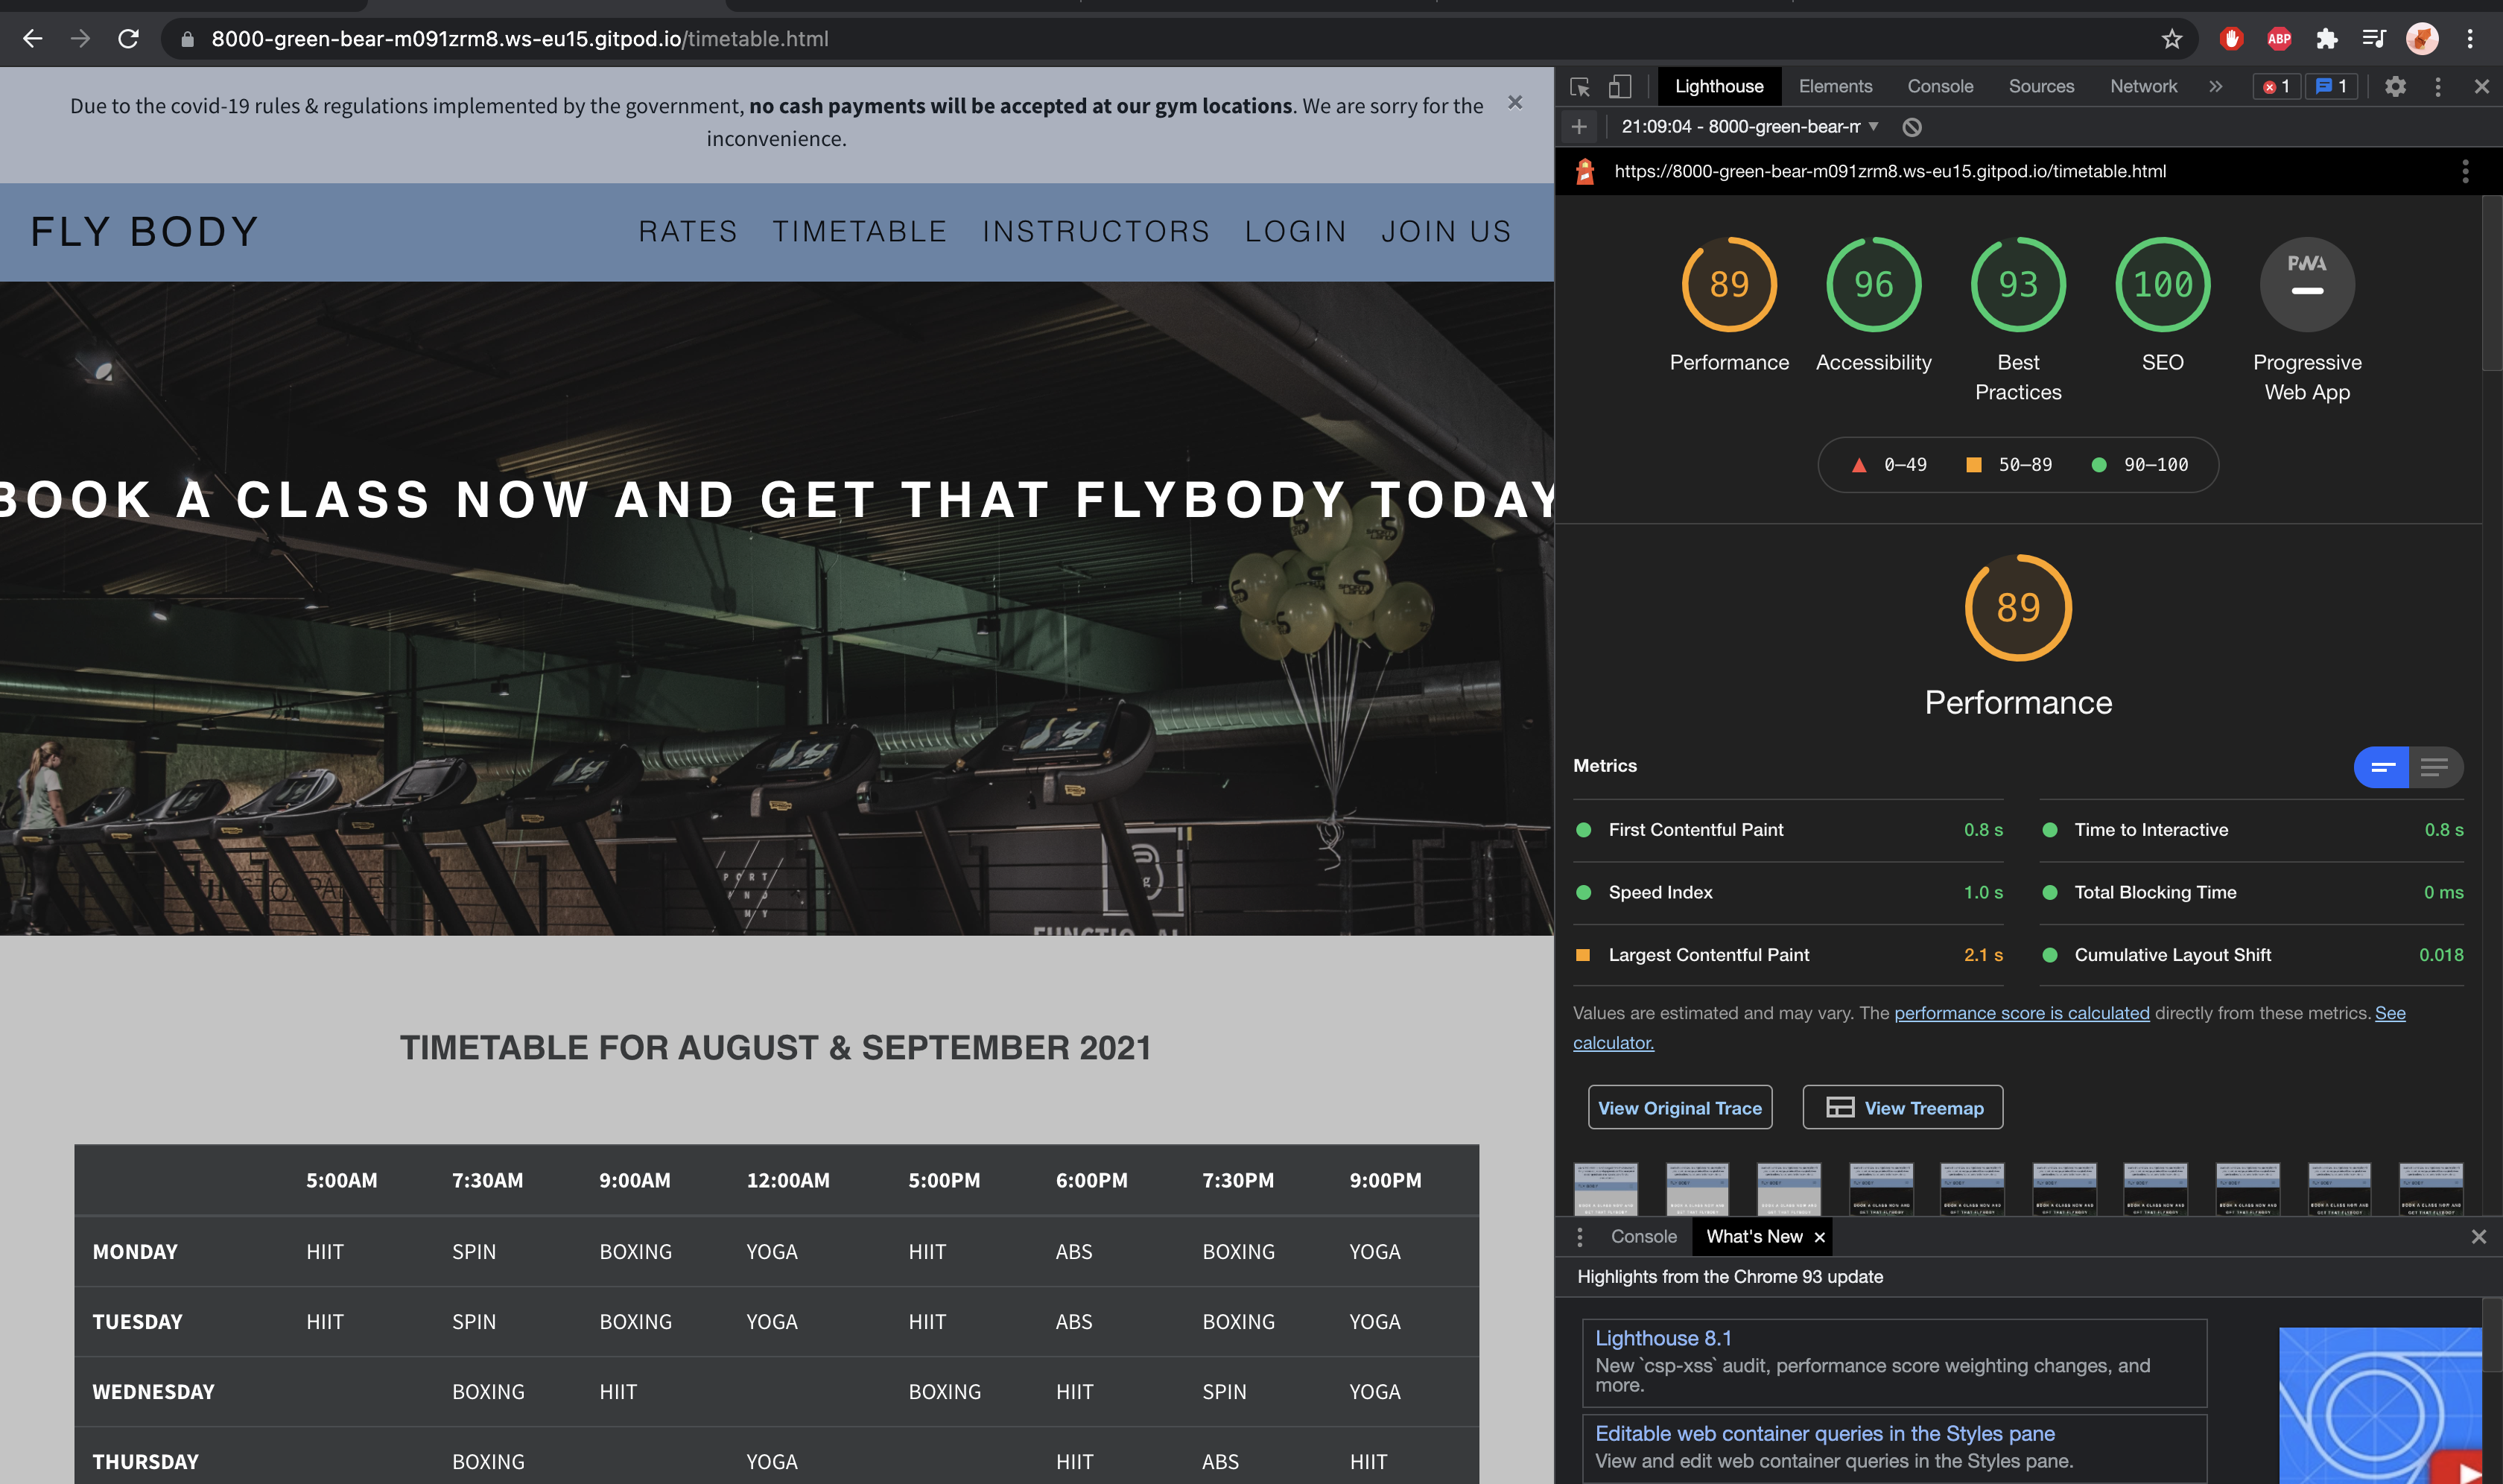 8000-green-bear-m091zrm8.ws-eu15.gitpod.io/timetable.html
ABP
Due to the covid-19 rules & regulations implemented by the government, no cash payments will be accepted at our gym locations. We are sorry for the
inconvenience.
×
FLY BODY
RATES TIMETABLE INSTRUCTORS LOGIN JOIN US
BOOK A CLASS NOW AND GET THAT FLYBODY TODAY
TIMETABLE FOR AUGUST & SEPTEMBER 2021
5:00AM 7:30AM 9:00AM 12:00AM 5:00PM 6:00PM 7:30PM 9:00PM
MONDAY HIIT SPIN BOXING YOGA HIIT ABS BOXING YOGA
TUESDAY HIIT SPIN BOXING YOGA HIIT ABS BOXING YOGA
WEDNESDAY BOXING HIIT BOXING HIIT SPIN YOGA
THURSDAY BOXING YOGA HIIT ABS HIIT
Lighthouse Elements Console Sources Network » 1 1
21:09:04 - 8000-green-bear-m
https://8000-green-bear-m091zrm8.ws-eu15.gitpod.io/timetable.html
89 96 93 100 PWA
Performance Accessibility Best Practices SEO Progressive Web App
0–49 50–89 90–100
89
Performance
Metrics
First Contentful Paint 0.8 s Time to Interactive 0.8 s
Speed Index 1.0 s Total Blocking Time 0 ms
Largest Contentful Paint 2.1 s Cumulative Layout Shift 0.018
Values are estimated and may vary. The performance score is calculated directly from these metrics. See
calculator.
View Original Trace View Treemap
Console What's New ×
Highlights from the Chrome 93 update
Lighthouse 8.1
New `csp-xss` audit, performance score weighting changes, and
more.
Editable web container queries in the Styles pane
View and edit web container queries in the Styles pane.